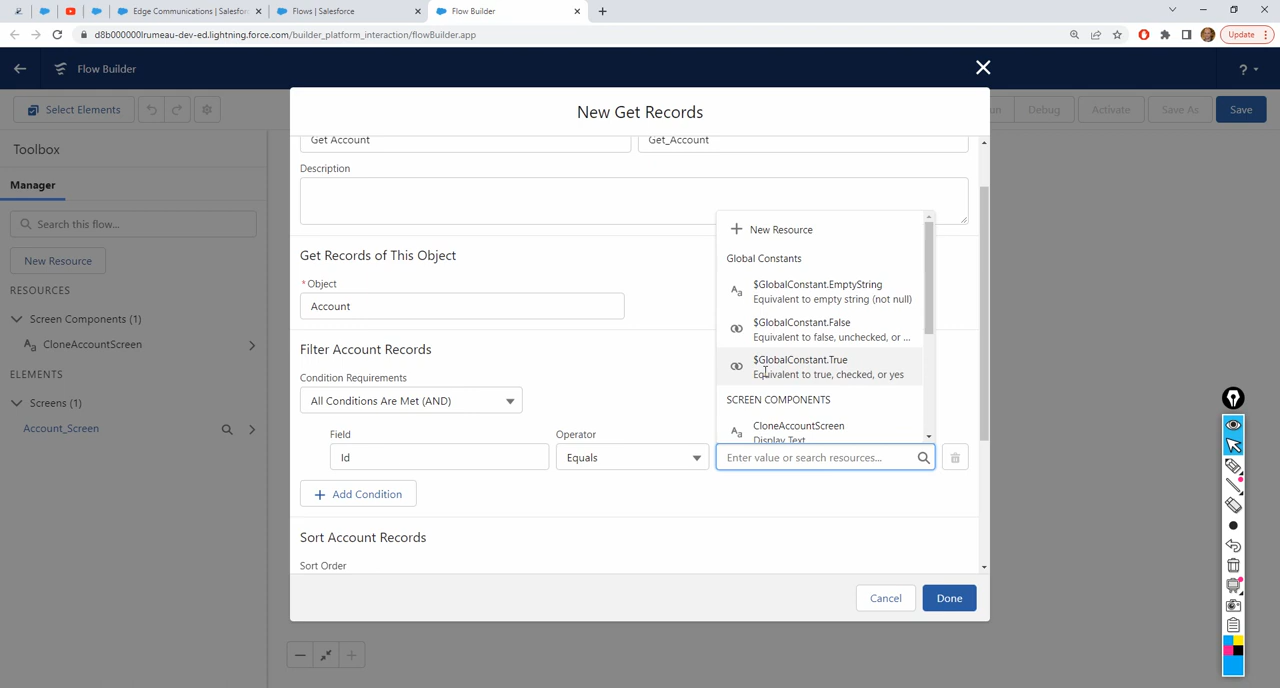 Edge Communications | Salesfor
Flows | Salesforce
Flow Builder
d8b000000lrumeau-dev-ed.lightning.force.com/builder_platform_interaction/flowBuilder.app
Update
Flow Builder
?
Select Elements
Debug
Activate
Save As
Save
Toolbox
Manager
Search this flow...
New Resource
RESOURCES
Screen Components (1)
Aa CloneAccountScreen
ELEMENTS
Screens (1)
Account_Screen
New Get Records
Get Account
Get_Account
Description
Get Records of This Object
* Object
Account
Filter Account Records
Condition Requirements
All Conditions Are Met (AND)
Field
Operator
Id
Equals
Enter value or search resources...
New Resource
Global Constants
Aa $GlobalConstant.EmptyString
Equivalent to empty string (not null)
$GlobalConstant.False
Equivalent to false, unchecked, or ...
$GlobalConstant.True
Equivalent to true, checked, or yes
SCREEN COMPONENTS
Aa CloneAccountScreen
Display Text
Add Condition
Sort Account Records
Sort Order
Cancel
Done